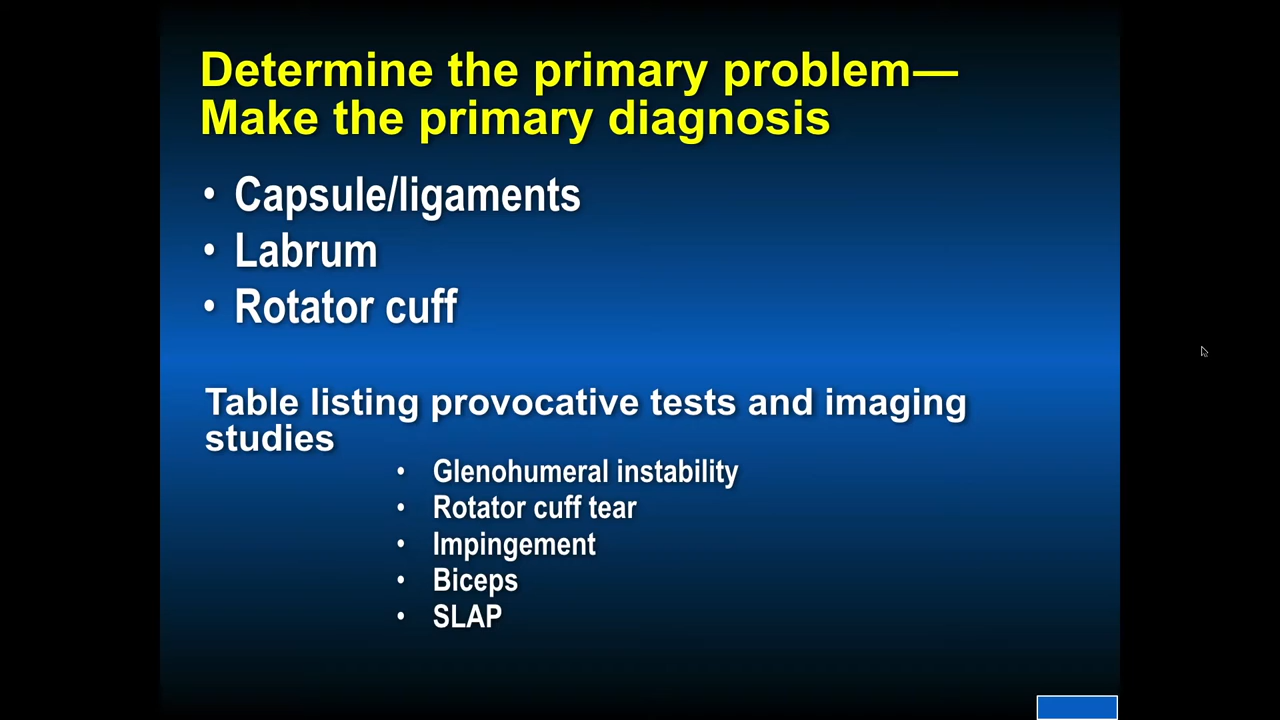 Determine the primary problem—
Make the primary diagnosis
• Capsule/ligaments
• Labrum
• Rotator cuff
Table listing provocative tests and imaging
studies
• Glenohumeral instability
• Rotator cuff tear
• Impingement
• Biceps
• SLAP